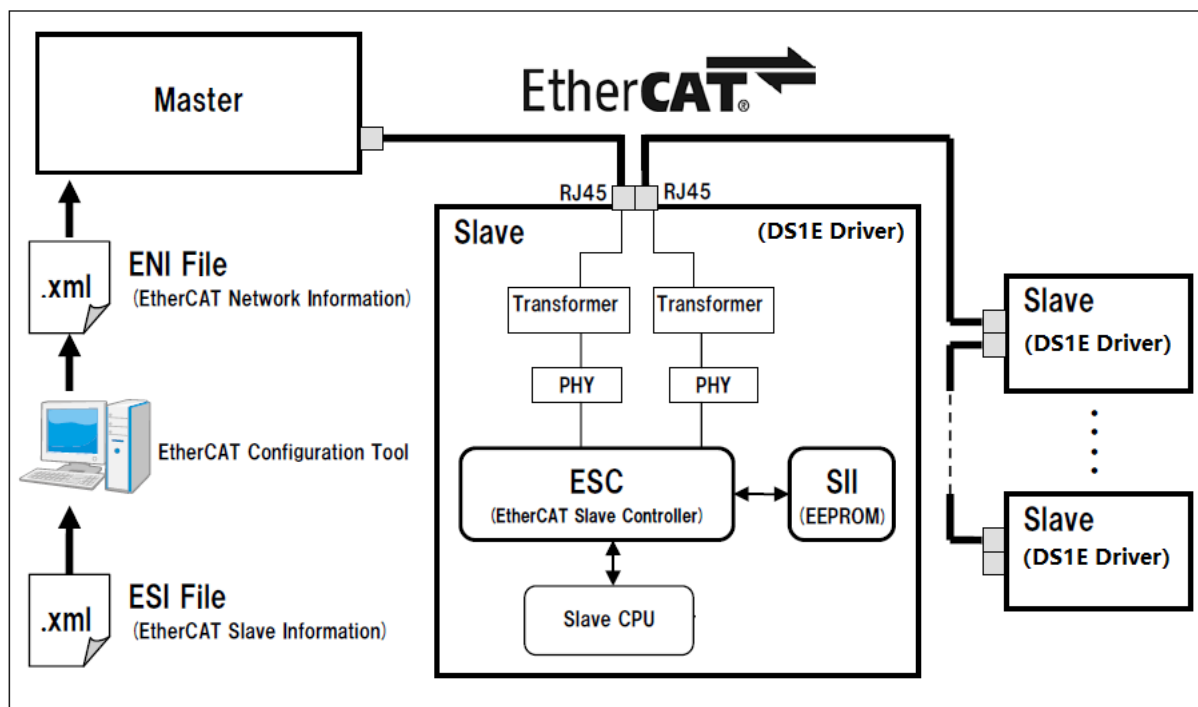 Master
EtherCAT®
RJ45
RJ45
Slave
(DS1E Driver)
ENI File
.xml
(EtherCAT Network Information)
Transformer
Transformer
Slave
(DS1E Driver)
PHY
PHY
EtherCAT Configuration Tool
ESC
(EtherCAT Slave Controller)
SII
(EEPROM)
Slave
(DS1E Driver)
ESI File
.xml
(EtherCAT Slave Information)
Slave CPU